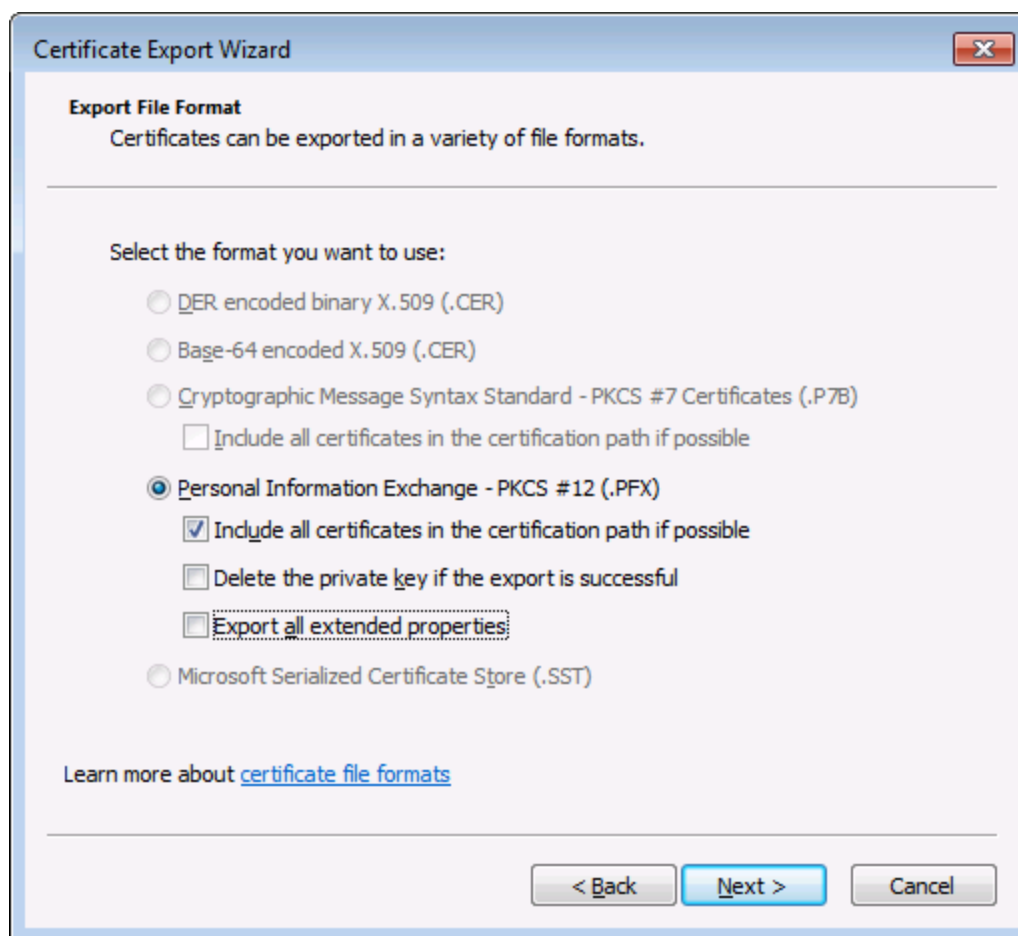 Certificate Export Wizard
Export File Format
Certificates can be exported in a variety of file formats.
Select the format you want to use:
DER encoded binary X.509 (.CER)
Base-64 encoded X.509 (.CER)
Cryptographic Message Syntax Standard - PKCS #7 Certificates (.P7B)
Include all certificates in the certification path if possible
Personal Information Exchange - PKCS #12 (.PFX)
Include all certificates in the certification path if possible
Delete the private key if the export is successful
Export all extended properties
Microsoft Serialized Certificate Store (.SST)
Learn more about certificate file formats
< Back Next > Cancel